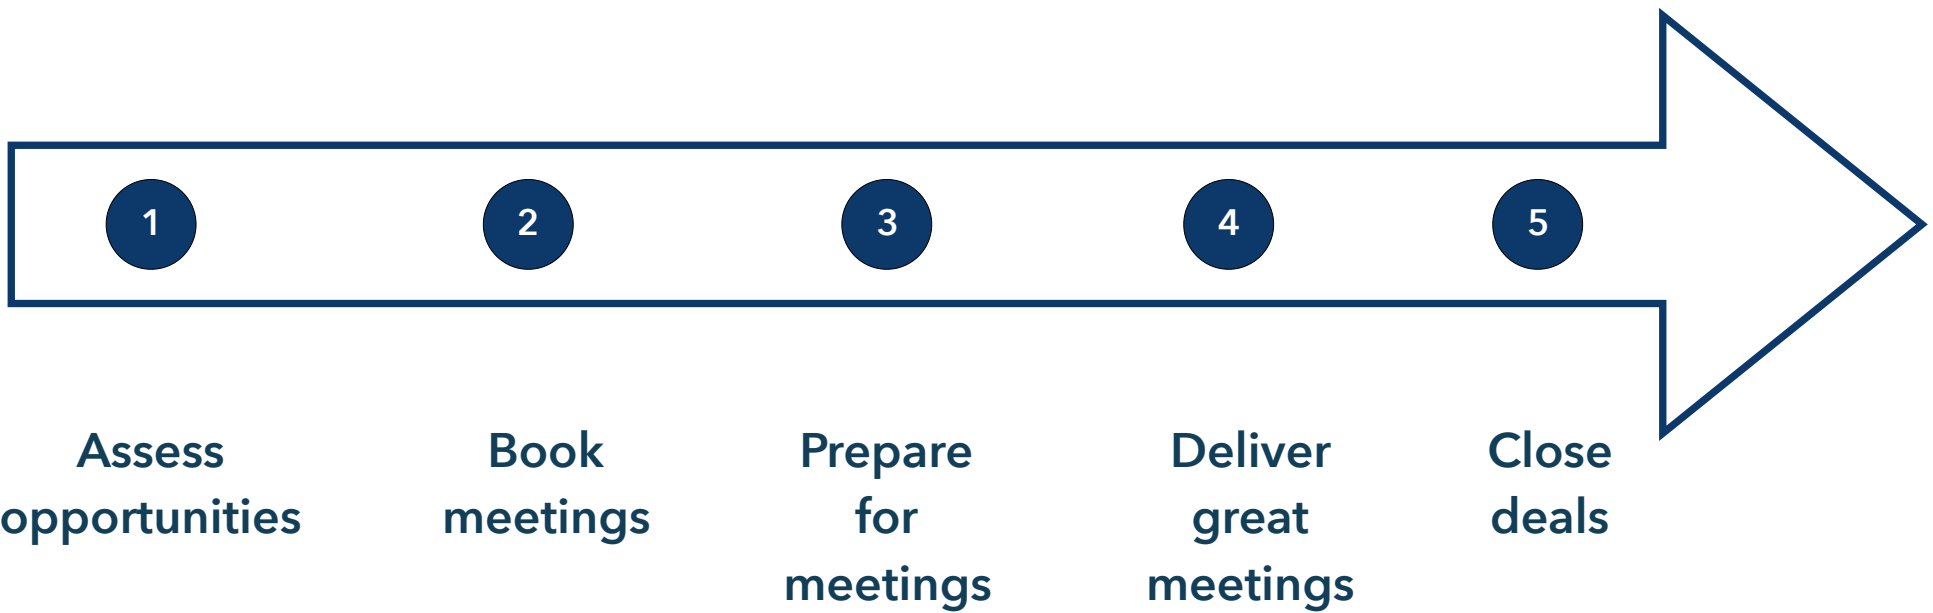 1
2
3
4
5
Assess
opportunities
Book
meetings
Prepare
for
meetings
Deliver
great
meetings
Close
deals